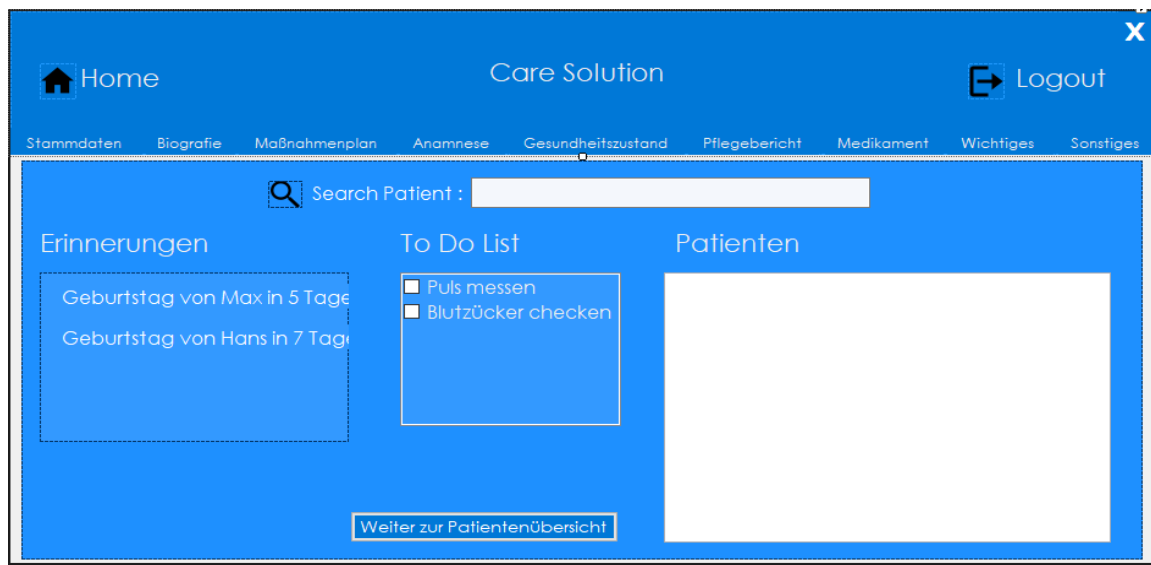 X
Home
Care Solution
Logout
Stammdaten Biografie Maßnahmenplan Anamnese Gesundheitszustand Pflegebericht Medikament Wichtiges Sonstiges
Search Patient :
Erinnerungen
To Do List
Patienten
Geburtstag von Max in 5 Tage
Geburtstag von Hans in 7 Tage
Puls messen
Blutzücker checken
Weiter zur Patientenübersicht